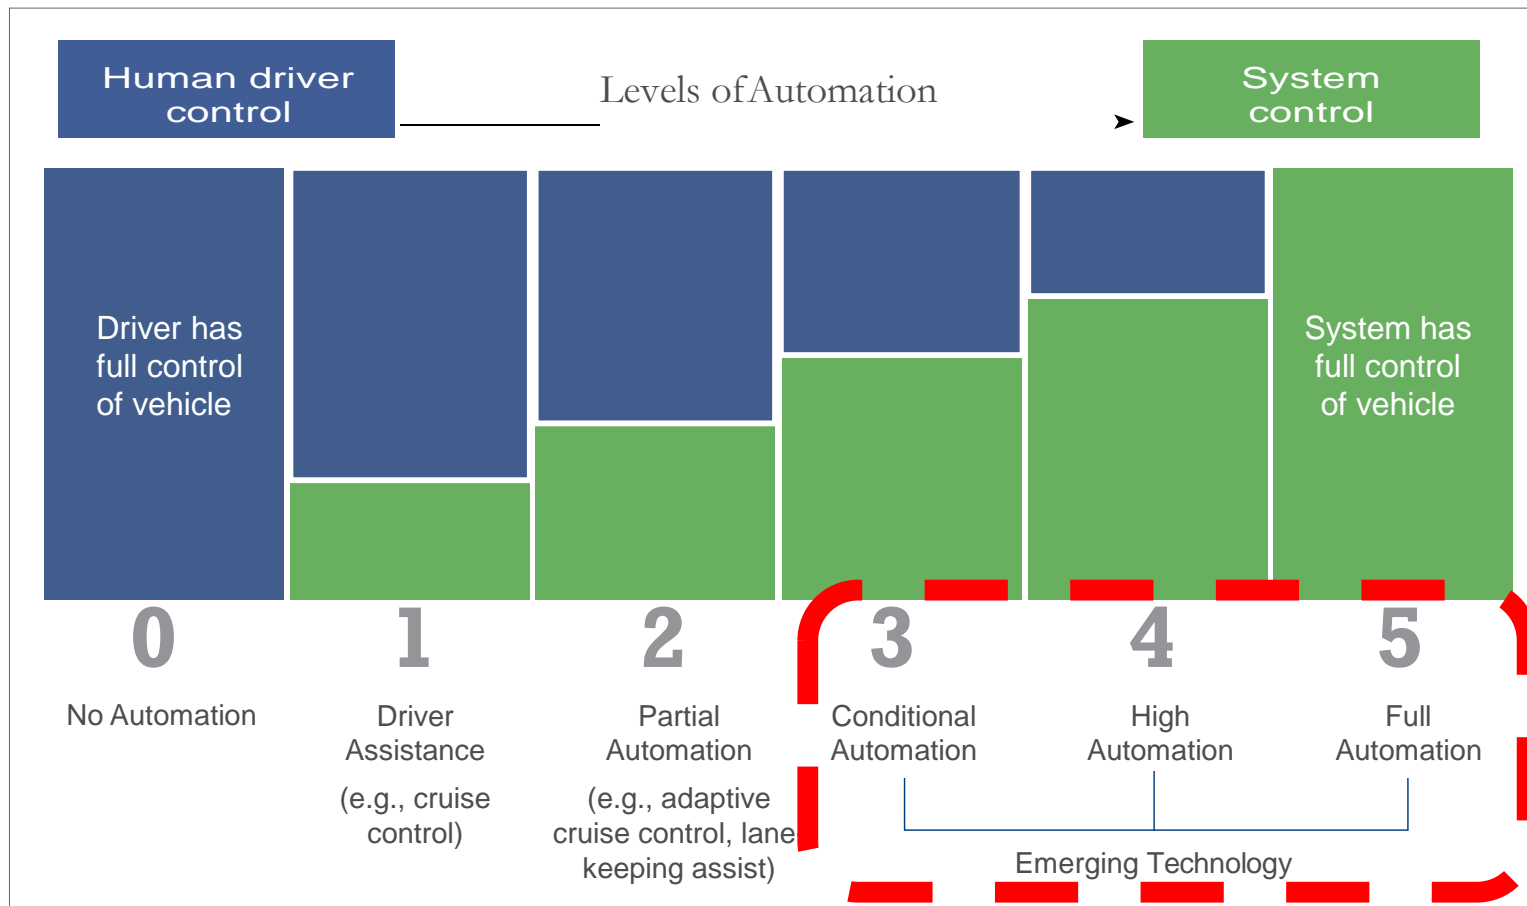 Human driver
control
Levels of Automation
System
control
Driver has
full control
of vehicle
System has
full control
of vehicle
0
1
2
3
4
5
No Automation
Driver
Assistance
(e.g., cruise
control)
Partial
Automation
(e.g., adaptive
cruise control, lane-
keeping assist)
Conditional
Automation
High
Automation
Full
Automation
Emerging Technology